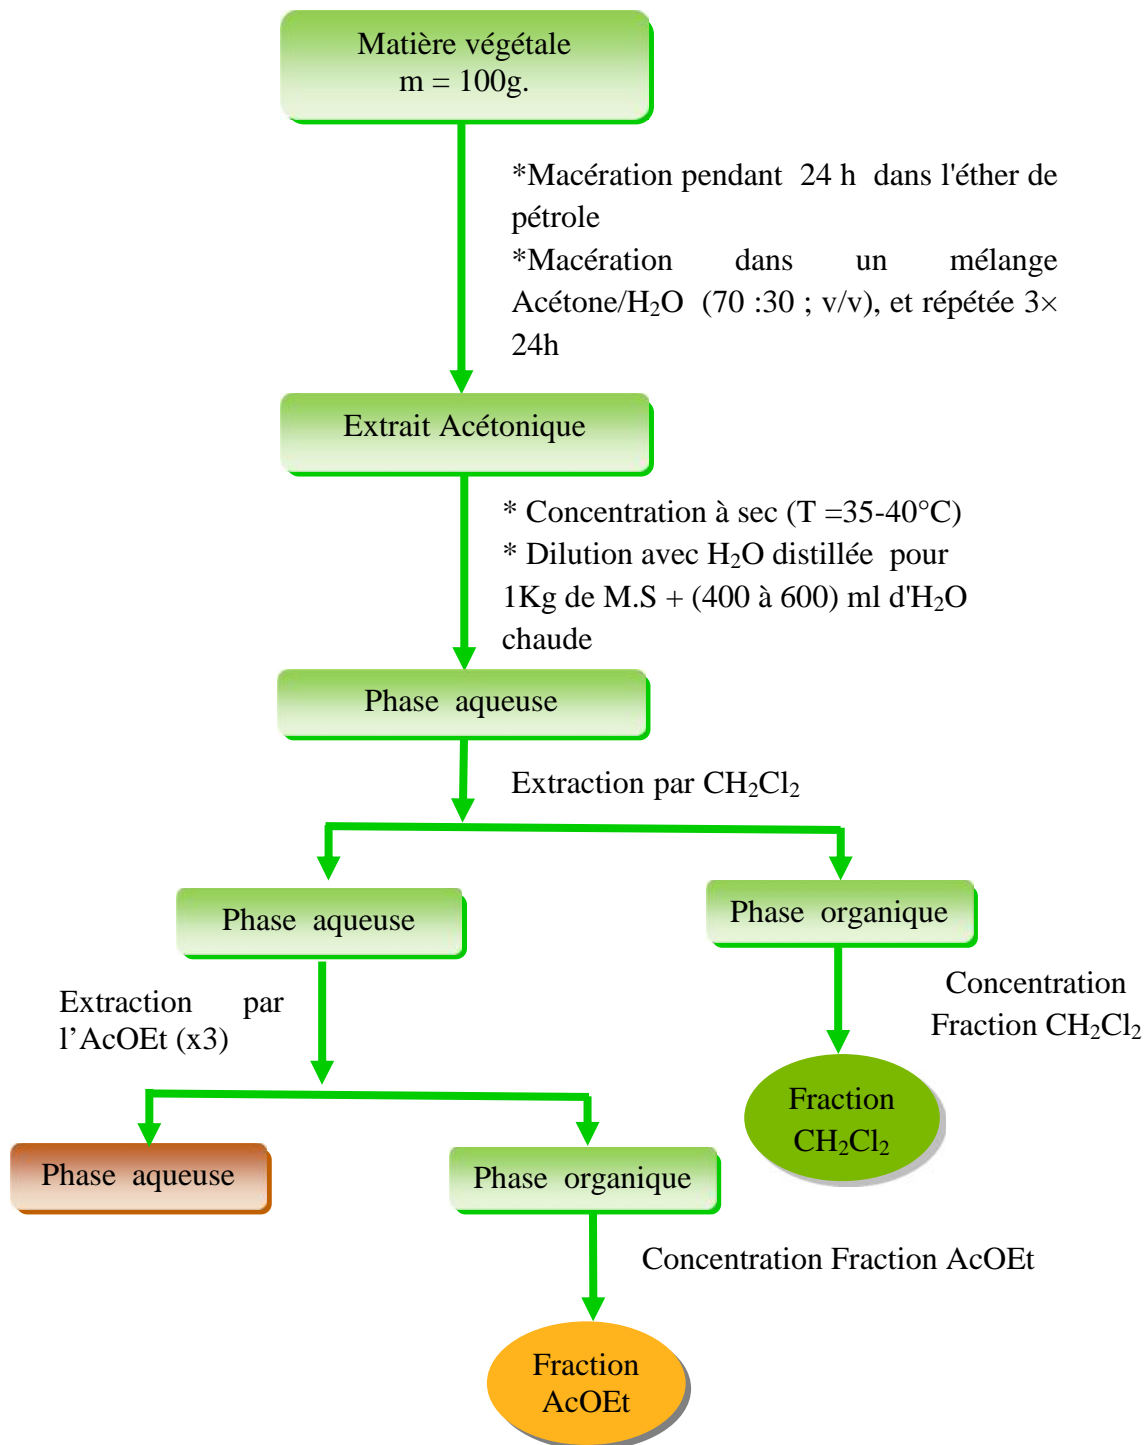 Matière végétale
m = 100g.
*Macération pendant 24 h dans l'éther de
pétrole
*Macération dans un mélange
Acétone/H₂O (70 :30 ; v/v), et répétée 3×
24h
Extrait Acétonique
* Concentration à sec (T =35-40°C)
* Dilution avec H₂O distillée pour
1Kg de M.S + (400 à 600) ml d'H₂O
chaude
Phase aqueuse
Extraction par CH₂Cl₂
Phase aqueuse
Phase organique
Extraction par
l’AcOEt (x3)
Concentration
Fraction CH₂Cl₂
Fraction
CH₂Cl₂
Phase aqueuse
Phase organique
Concentration Fraction AcOEt
Fraction
AcOEt